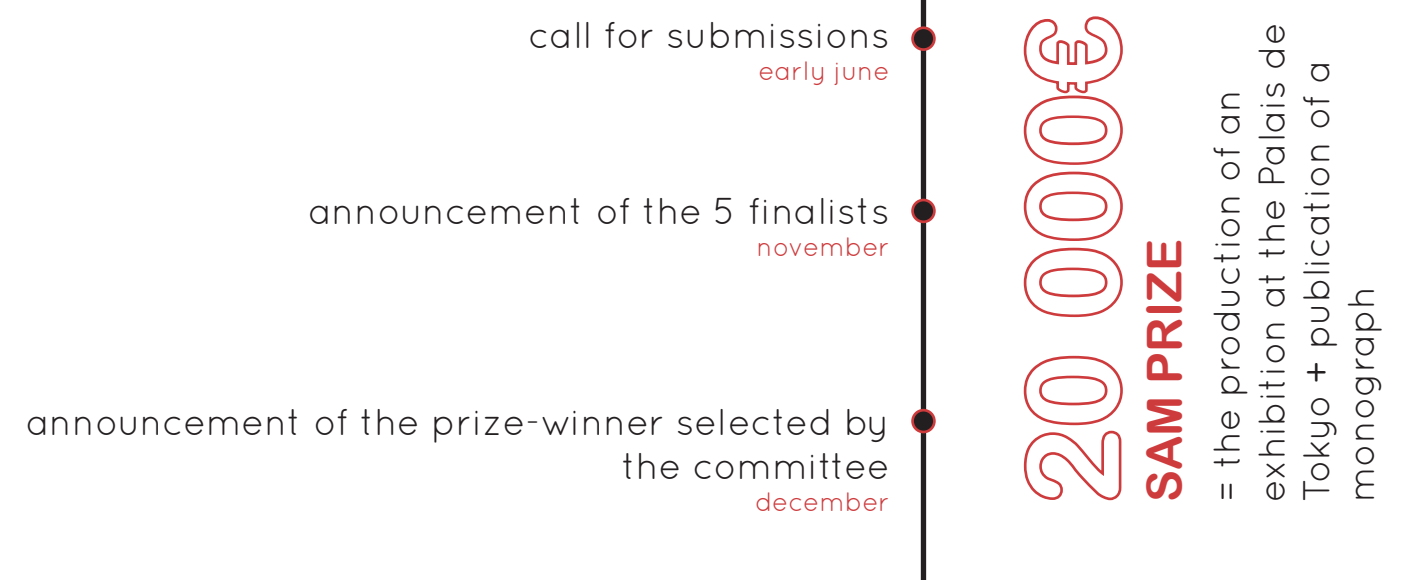 call for submissions
early june
announcement of the 5 finalists
november
announcement of the prize-winner selected by
the committee
december
20 000€
SAM PRIZE
= the production of an
exhibition at the Palais de
Tokyo + publication of a
monograph